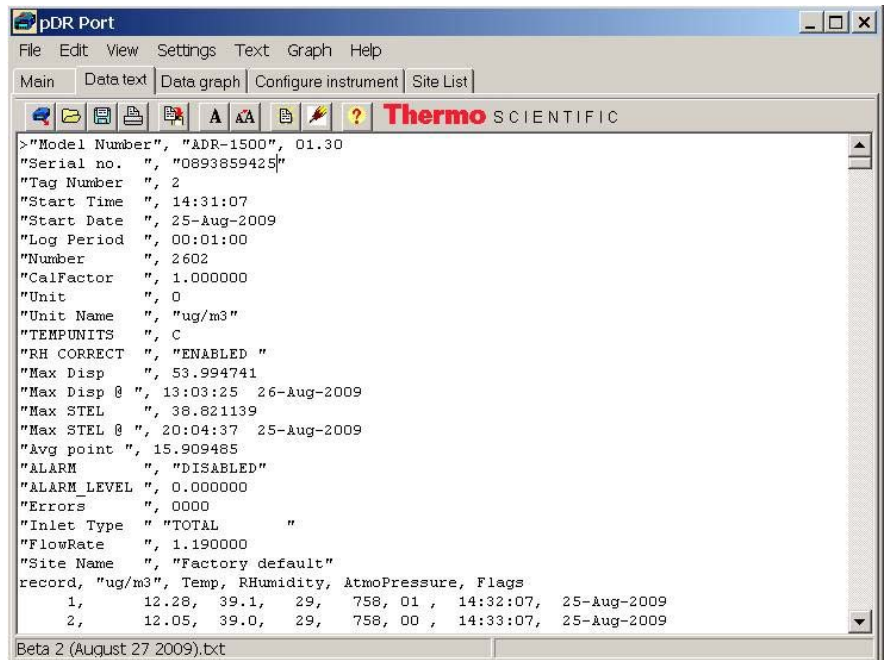 pDR Port
File Edit View Settings Text Graph Help
Main Data text Data graph Configure instrument Site List
A AA ? Thermo SCIENTIFIC
>"Model Number", "ADR-1500", 01.30
"Serial no.  ", "0893859425"
"Tag Number  ", 2
"Start Time  ", 14:31:07
"Start Date  ", 25-Aug-2009
"Log Period  ", 00:01:00
"Number      ", 2602
"CalFactor   ", 1.000000
"Unit        ", 0
"Unit Name   ", "ug/m3"
"TEMPUNITS   ", C
"RH CORRECT  ", "ENABLED "
"Max Disp    ", 53.994741
"Max Disp @ ", 13:03:25  26-Aug-2009
"Max STEL    ", 38.821139
"Max STEL @ ", 20:04:37  25-Aug-2009
"Avg point ", 15.909485
"ALARM       ", "DISABLED"
"ALARM_LEVEL ", 0.000000
"Errors      ", 0000
"Inlet Type  " "TOTAL       "
"FlowRate    ", 1.190000
"Site Name   ", "Factory default"
record, "ug/m3", Temp, RHumidity, AtmoPressure, Flags
1,       12.28,  39.1,   29,   758, 01 ,  14:32:07,  25-Aug-2009
2,       12.05,  39.0,   29,   758, 00 ,  14:33:07,  25-Aug-2009
Beta 2 (August 27 2009).txt